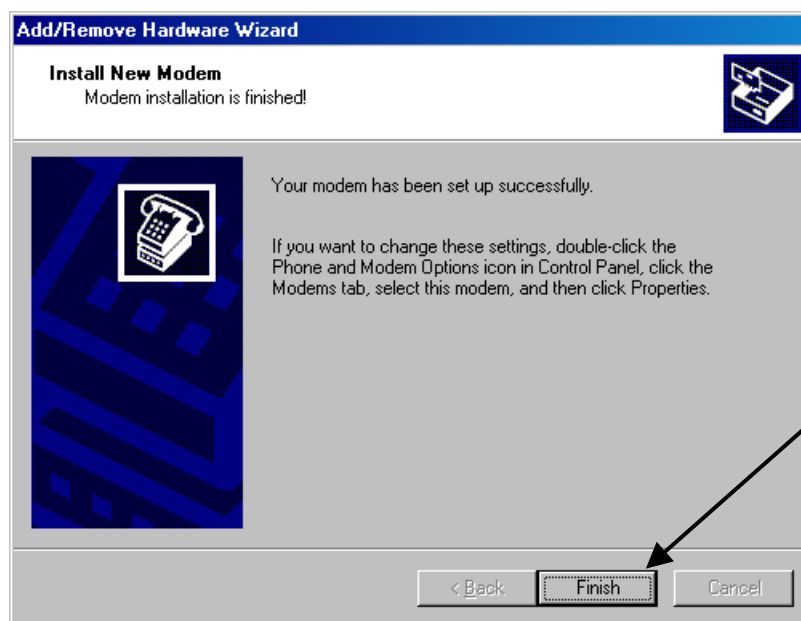 Add/Remove Hardware Wizard
Install New Modem
Modem installation is finished!
Your modem has been set up successfully.
If you want to change these settings, double-click the
Phone and Modem Options icon in Control Panel, click the
Modems tab, select this modem, and then click Properties.
< Back
Finish
Cancel